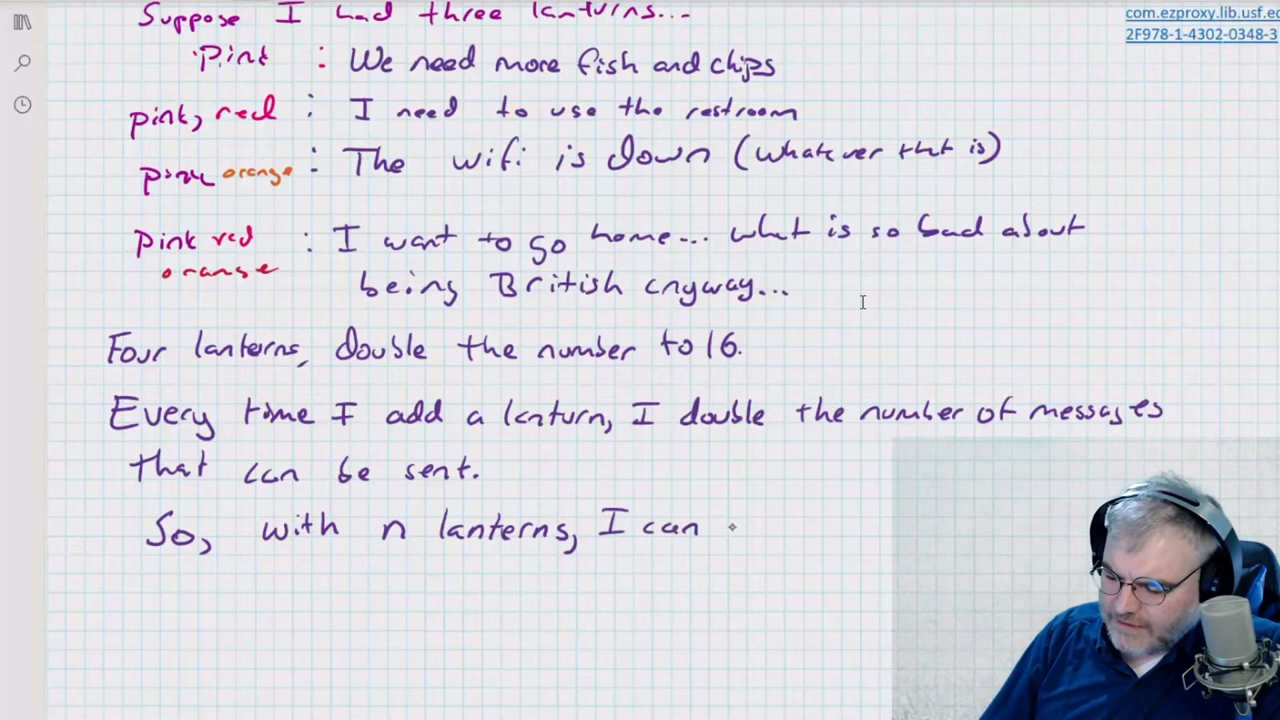 com.ezproxy.lib.usf.ed
2F978-1-4302-0348-3
Suppose I had three lanturns...
Pink : We need more fish and chips
pink, red : I need to use the restroom
pink orange : The wifi is down (whatever that is)
pink red : I want to go home... what is so bad about
orange being British anyway...
Four lanterns, double the number to 16.
Every time I add a lanturn, I double the number of messages
that can be sent.
So, with n lanterns, I can